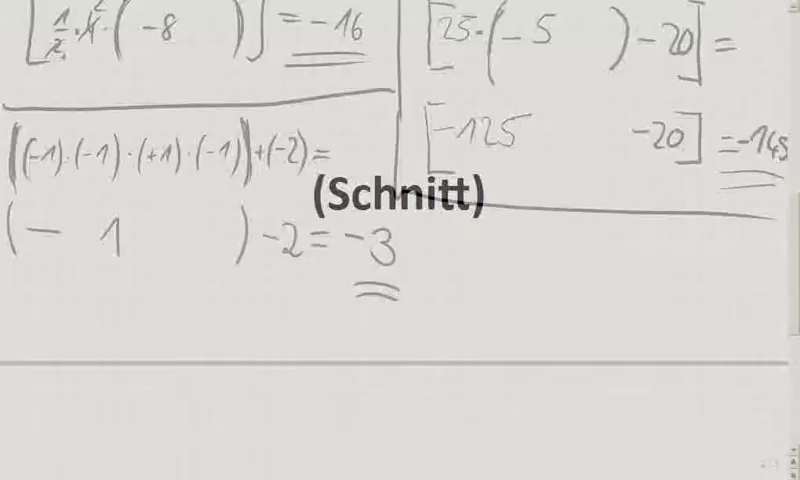 [1/2 · 4² · ( -8 )] = -16
((-1)·(-1)·(+1)·(-1))+(-2)=
(- 1 ) -2 = -3
[25·(-5 )-20] =
[-125 -20] =-145
(Schnitt)